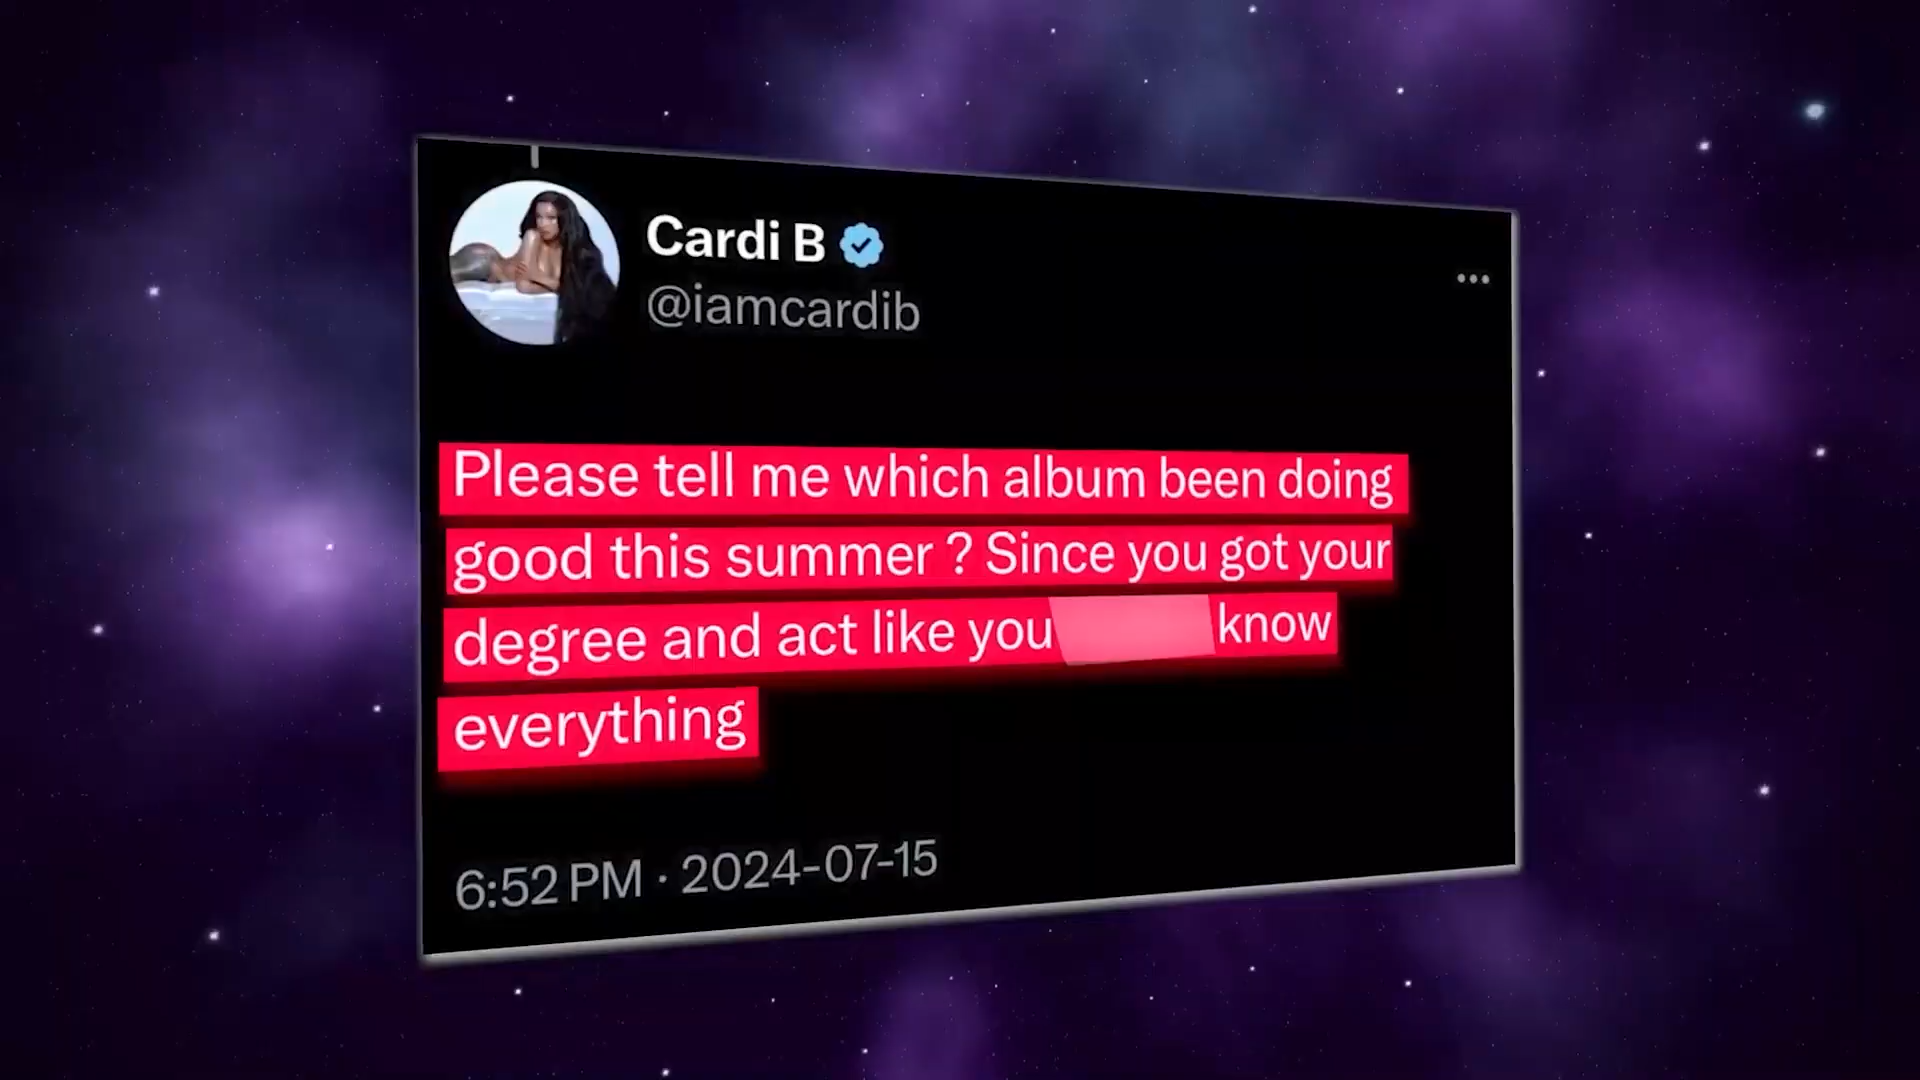 Cardi B
@iamcardib
Please tell me which album been doing
good this summer ? Since you got your
degree and act like you know
everything
6:52 PM · 2024-07-15